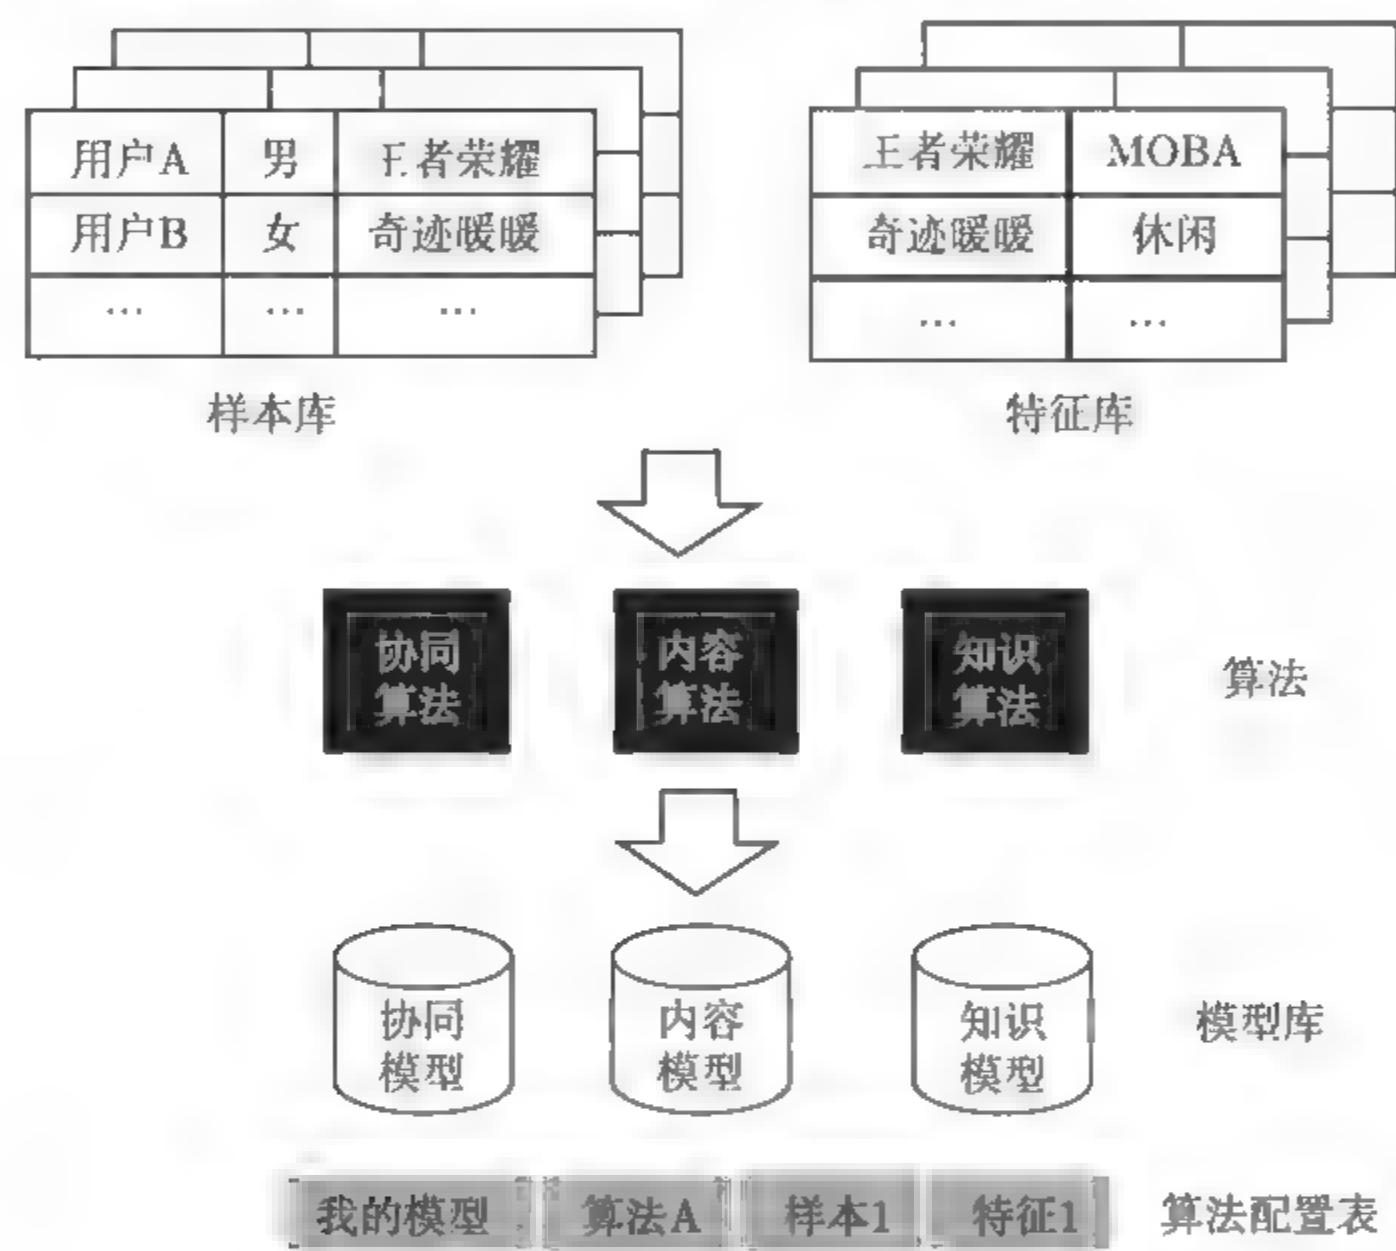 用户A 男 王者荣耀
用户B 女 奇迹暖暖
… … …
样本库
王者荣耀 MOBA
奇迹暖暖 休闲
… …
特征库
协同
算法
内容
算法
知识
算法
算法
协同
模型
内容
模型
知识
模型
模型库
我的模型 算法A 样本1 特征1 算法配置表